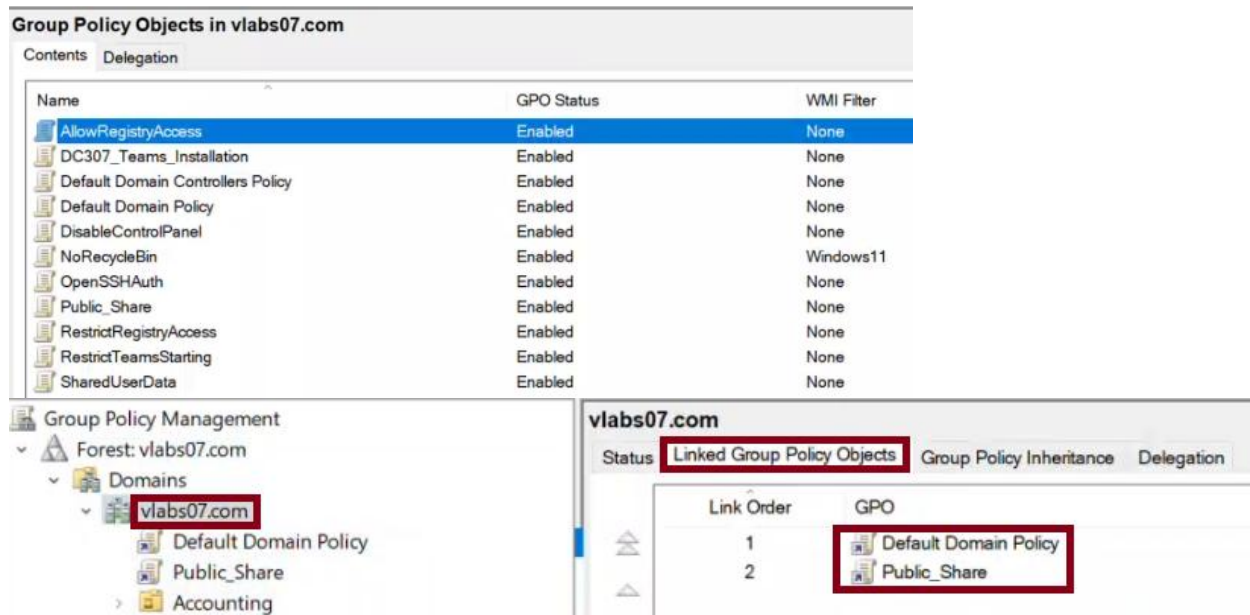 Group Policy Objects in vlabs07.com
Contents Delegation
Name GPO Status WMI Filter
AllowRegistryAccess Enabled None
DC307_Teams_Installation Enabled None
Default Domain Controllers Policy Enabled None
Default Domain Policy Enabled None
DisableControlPanel Enabled None
NoRecycleBin Enabled Windows11
OpenSSHAuth Enabled None
Public_Share Enabled None
RestrictRegistryAccess Enabled None
RestrictTeamsStarting Enabled None
SharedUserData Enabled None
Group Policy Management
Forest: vlabs07.com
Domains
vlabs07.com
Default Domain Policy
Public_Share
Accounting
vlabs07.com
Status Linked Group Policy Objects Group Policy Inheritance Delegation
Link Order GPO
1 Default Domain Policy
2 Public_Share